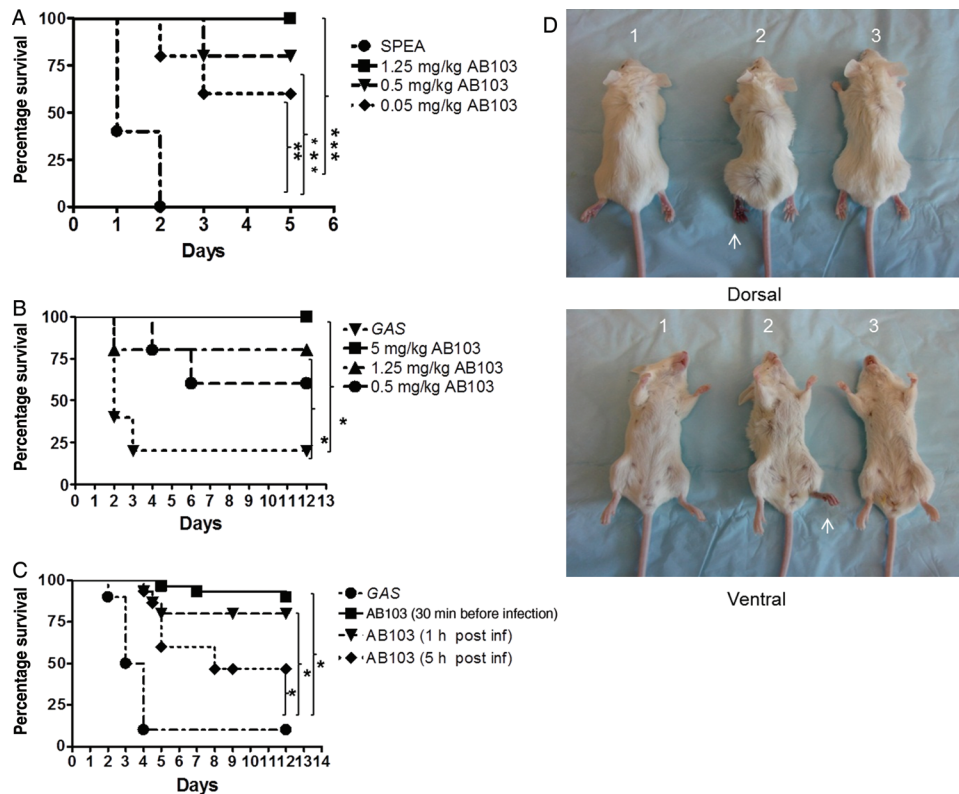 A
Percentage survival
100
75
50
25
0
0 1 2 3 4 5 6
Days
SPEA
1.25 mg/kg AB103
0.5 mg/kg AB103
0.05 mg/kg AB103
**
***
***
B
Percentage survival
100
75
50
25
0
0 1 2 3 4 5 6 7 8 9 10 11 12 13
Days
GAS
5 mg/kg AB103
1.25 mg/kg AB103
0.5 mg/kg AB103
*
*
C
Percentage survival
100
75
50
25
0
0 1 2 3 4 5 6 7 8 9 10 11 12 13 14
Days
GAS
AB103 (30 min before infection)
AB103 (1 h post inf)
AB103 (5 h post inf)
*
*
*
D
1 2 3
Dorsal
1 2 3
Ventral